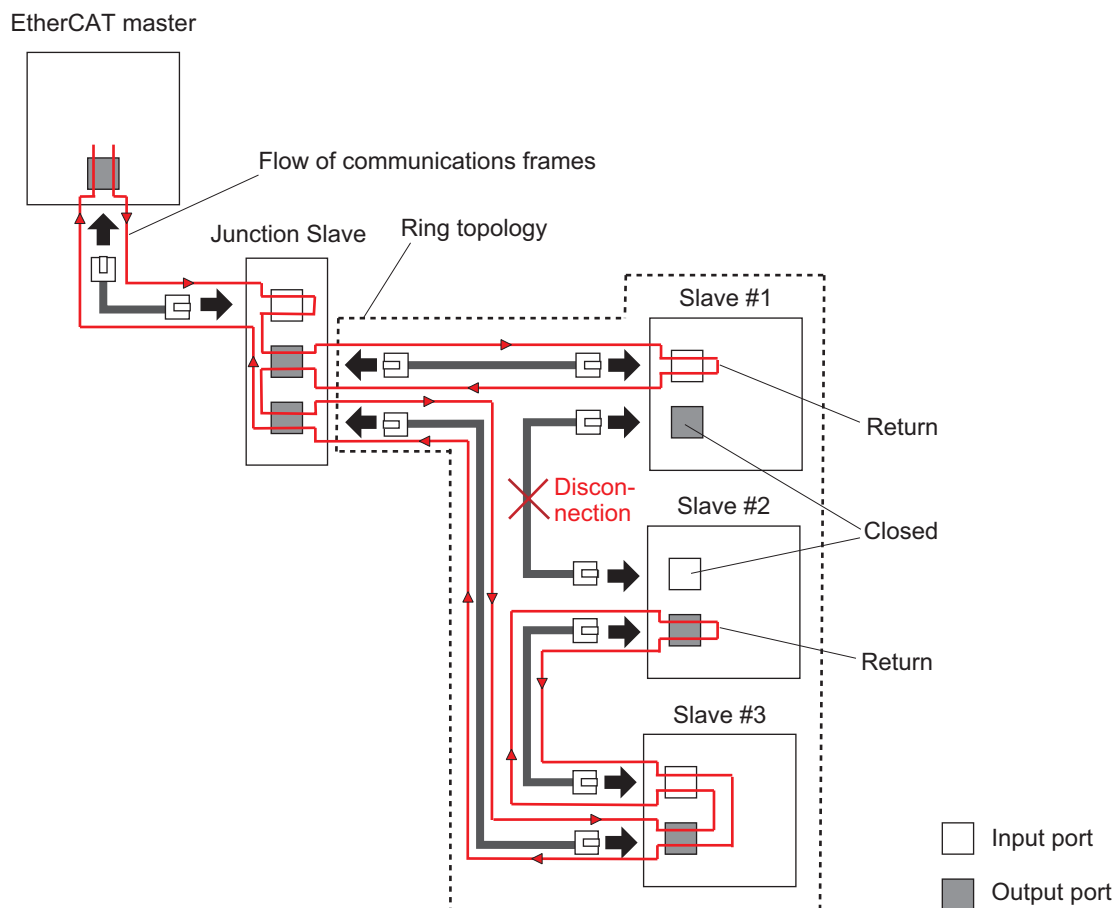 EtherCAT master
Flow of communications frames
Junction Slave
Ring topology
Slave #1
Return
Discon-
nection
Slave #2
Closed
Return
Slave #3
Input port
Output port